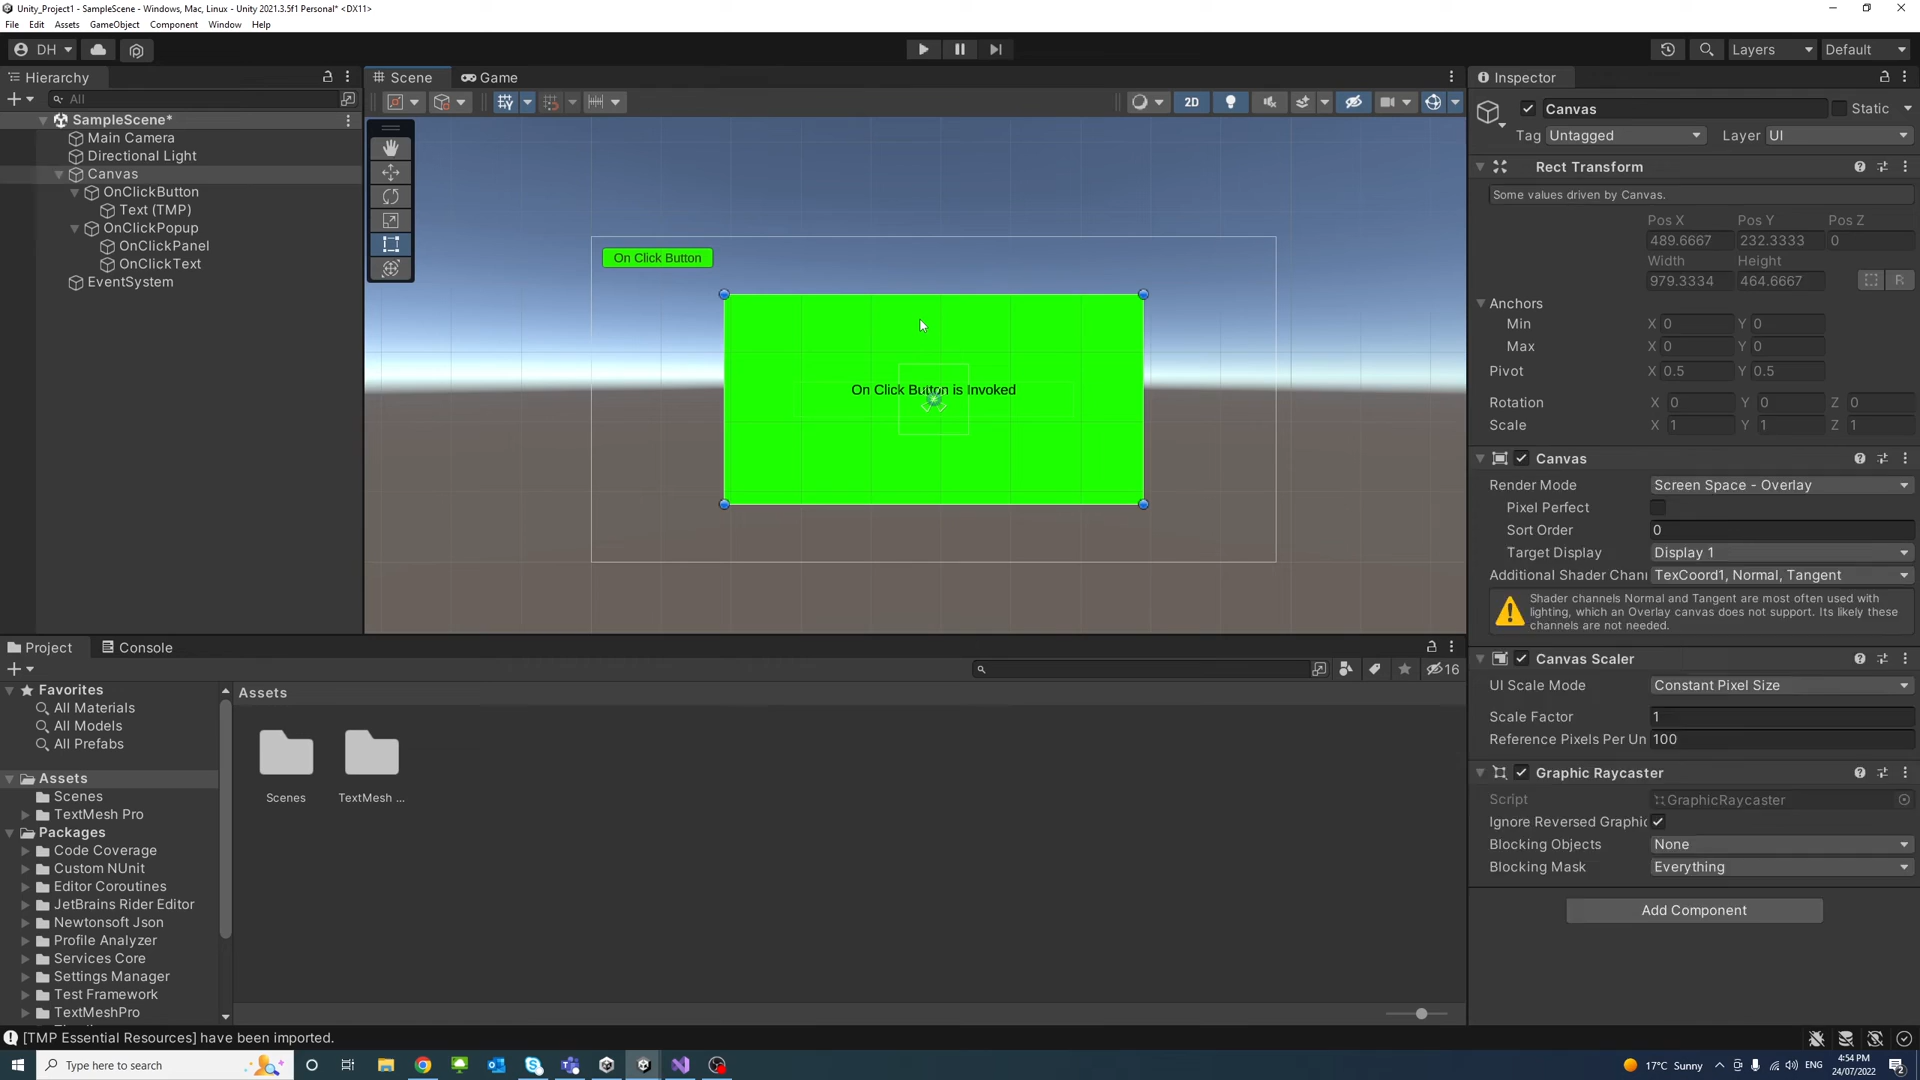 Unity_Project1 - SampleScene - Windows, Mac, Linux - Unity 2021.3.5f1 Personal* <DX11>
File Edit Assets GameObject Component Window Help
DH
Layers Default
Hierarchy
All
SampleScene*
Main Camera
Directional Light
Canvas
OnClickButton
Text (TMP)
OnClickPopup
OnClickPanel
OnClickText
EventSystem
Scene Game
2D
On Click Button
On Click Button is Invoked
Inspector
Canvas Static
Tag Untagged Layer UI
Rect Transform
Some values driven by Canvas.
Pos X Pos Y Pos Z
489.6667 232.3333 0
Width Height
979.3334 464.6667 R
Anchors
Min X 0 Y 0
Max X 0 Y 0
Pivot X 0.5 Y 0.5
Rotation X 0 Y 0 Z 0
Scale X 1 Y 1 Z 1
Canvas
Render Mode Screen Space - Overlay
Pixel Perfect
Sort Order 0
Target Display Display 1
Additional Shader Chan TexCoord1, Normal, Tangent
Shader channels Normal and Tangent are most often used with
lighting, which an Overlay canvas does not support. Its likely these
channels are not needed.
Canvas Scaler
UI Scale Mode Constant Pixel Size
Scale Factor 1
Reference Pixels Per Un 100
Graphic Raycaster
Script GraphicRaycaster
Ignore Reversed Graphic
Blocking Objects None
Blocking Mask Everything
Add Component
Project Console
16
Favorites
All Materials
All Models
All Prefabs
Assets
Scenes
TextMesh Pro
Packages
Code Coverage
Custom NUnit
Editor Coroutines
JetBrains Rider Editor
Newtonsoft Json
Profile Analyzer
Services Core
Settings Manager
Test Framework
TextMeshPro
Assets
Scenes TextMesh ...
[TMP Essential Resources] have been imported.
Type here to search
17°C Sunny
ENG
4:54 PM
24/07/2022
2